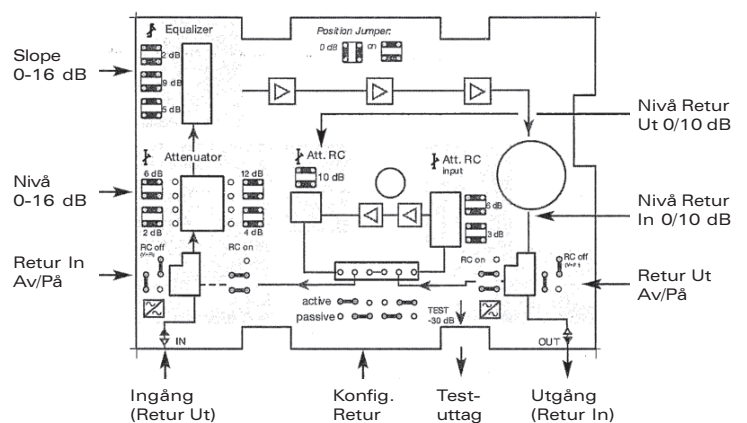 Equalizer
Position Jumper:
0 dB
on
Slope
0-16 dB
2 dB
9 dB
5 dB
Nivå Retur
Ut 0/10 dB
Attenuator
Att. RC
10 dB
Att. RC
input
Nivå
0-16 dB
6 dB
12 dB
2 dB
4 dB
6 dB
3 dB
Nivå Retur
In 0/10 dB
RC off
RC on
RC on
RC off
Retur In
Av/På
Retur Ut
Av/På
active
passive
TEST
-30 dB
IN
OUT
Ingång
(Retur Ut)
Konfig.
Retur
Test-
uttag
Utgång
(Retur In)